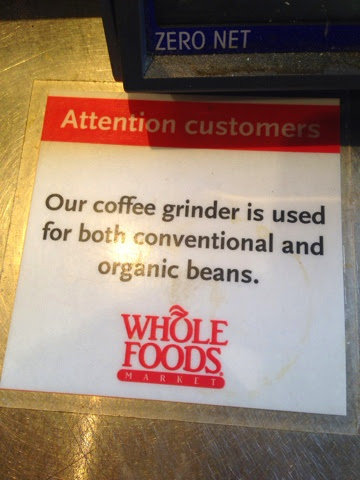 ZERO NET
Attention customers
Our coffee grinder is used
for both conventional and
organic beans.
WHOLE
FOODS
MARKET